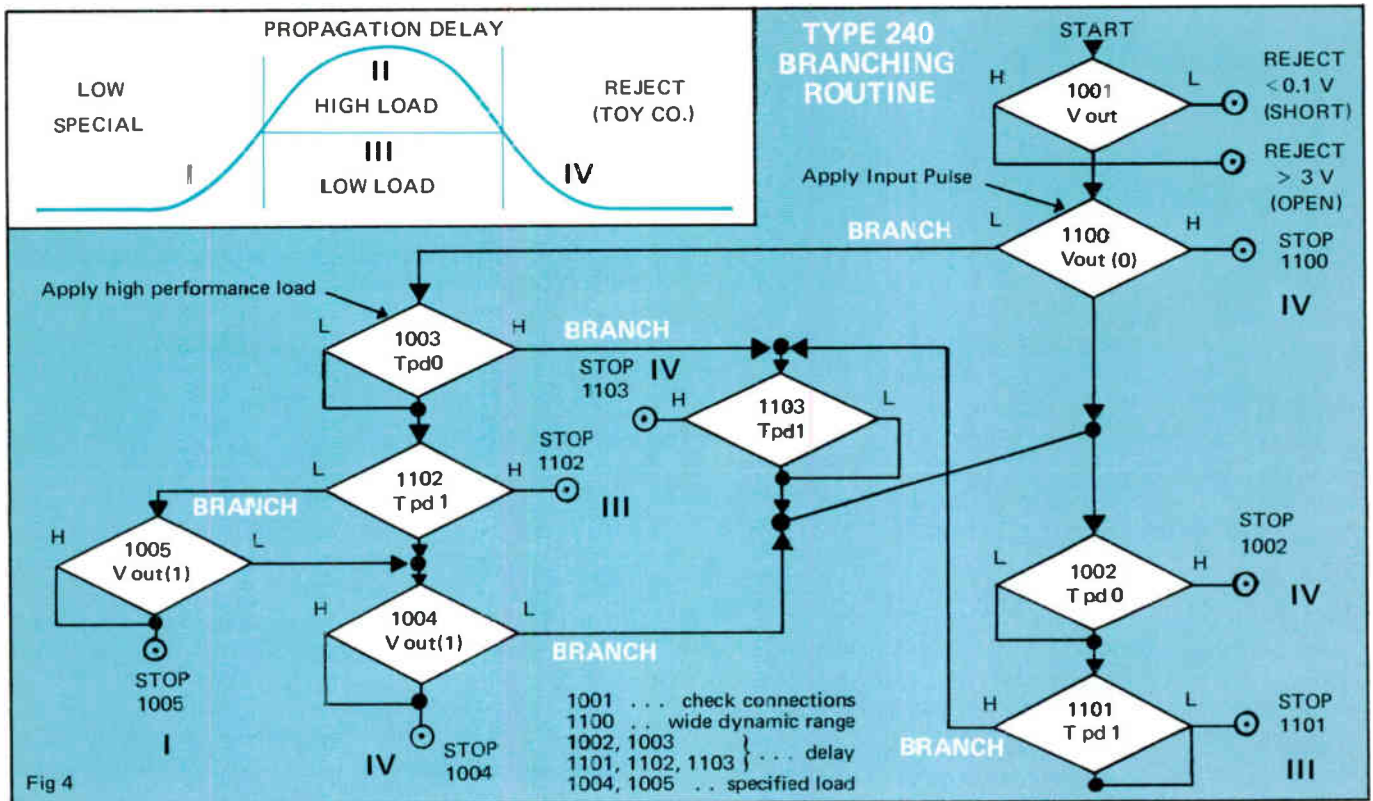 PROPAGATION DELAY
LOW
SPECIAL
I
II
HIGH LOAD
III
LOW LOAD
REJECT
(TOY CO.)
IV
TYPE 240
BRANCHING
ROUTINE
START
H
1001
V out
L
REJECT
< 0.1 V
(SHORT)
REJECT
> 3 V
(OPEN)
Apply Input Pulse
BRANCH
L
1100
Vout (0)
H
STOP
1100
IV
Apply high performance load
L
1003
Tpd0
H
BRANCH
STOP
1103
IV
H
1103
Tpd1
L
L
1102
Tpd1
H
STOP
1102
III
BRANCH
H
1005
V out(1)
L
STOP
1005
I
H
1004
V out(1)
L
BRANCH
IV
STOP
1004
L
1002
Tpd 0
H
STOP
1002
IV
H
1101
Tpd 1
L
BRANCH
STOP
1101
III
1001 ... check connections
1100 .. wide dynamic range
1002, 1003
1101, 1102, 1103 } ... delay
1004, 1005 .. specified load
Fig 4